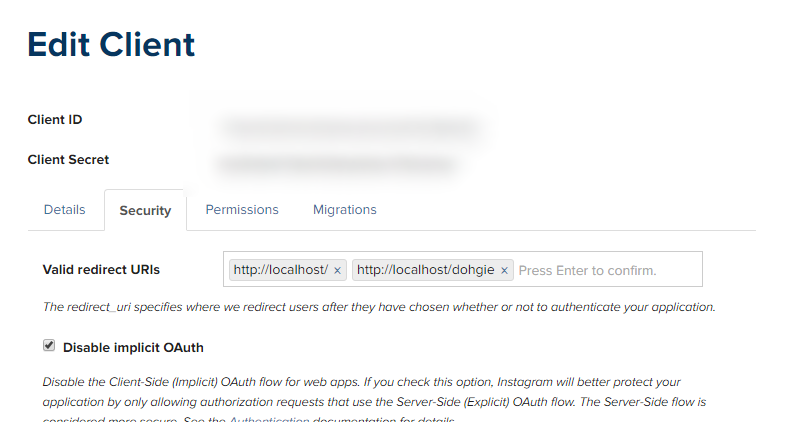 Edit Client
Client ID
Client Secret
Details Security Permissions Migrations
Valid redirect URIs http://localhost/ × http://localhost/dohgie × Press Enter to confirm.
The redirect_uri specifies where we redirect users after they have chosen whether or not to authenticate your application.
Disable implicit OAuth
Disable the Client-Side (Implicit) OAuth flow for web apps. If you check this option, Instagram will better protect your
application by only allowing authorization requests that use the Server-Side (Explicit) OAuth flow. The Server-Side flow is
considered more secure. See the Authentication documentation for details.